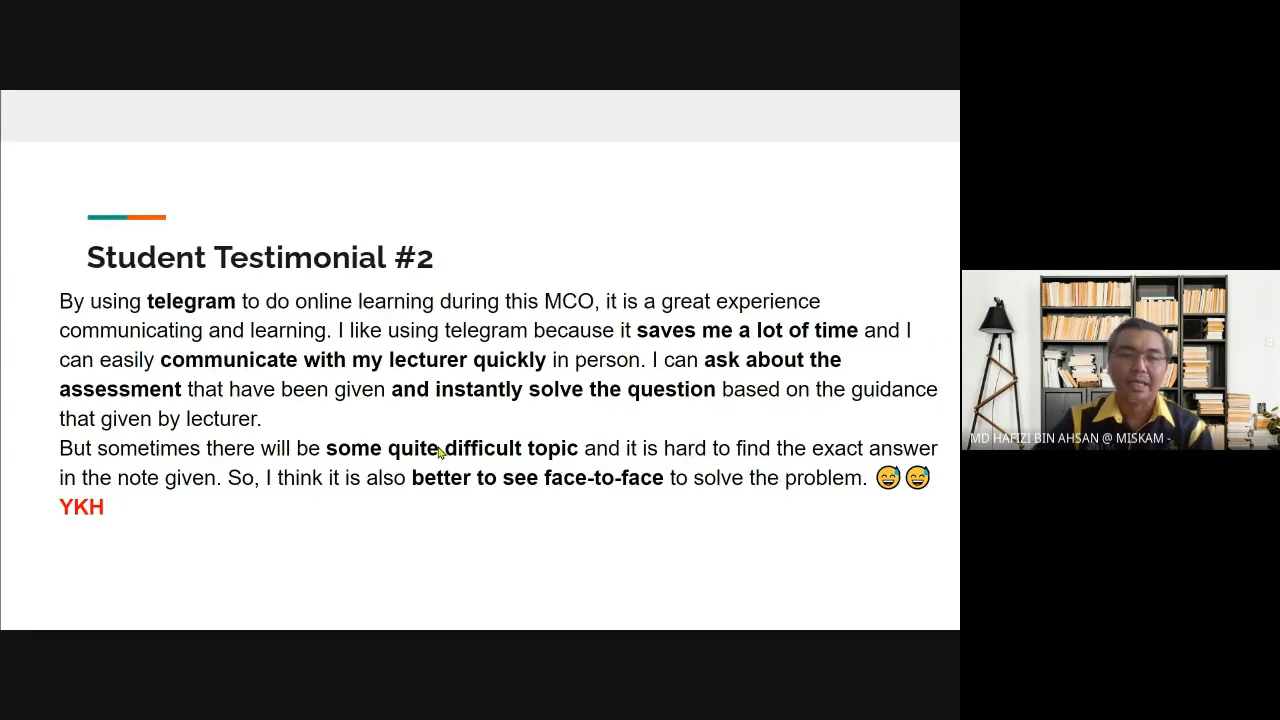 Student Testimonial #2
By using telegram to do online learning during this MCO, it is a great experience
communicating and learning. I like using telegram because it saves me a lot of time and I
can easily communicate with my lecturer quickly in person. I can ask about the
assessment that have been given and instantly solve the question based on the guidance
that given by lecturer.
But sometimes there will be some quite difficult topic and it is hard to find the exact answer
in the note given. So, I think it is also better to see face-to-face to solve the problem. 😅😅
YKH
MD HAFIZI BIN AHSAN @ MISKAM -